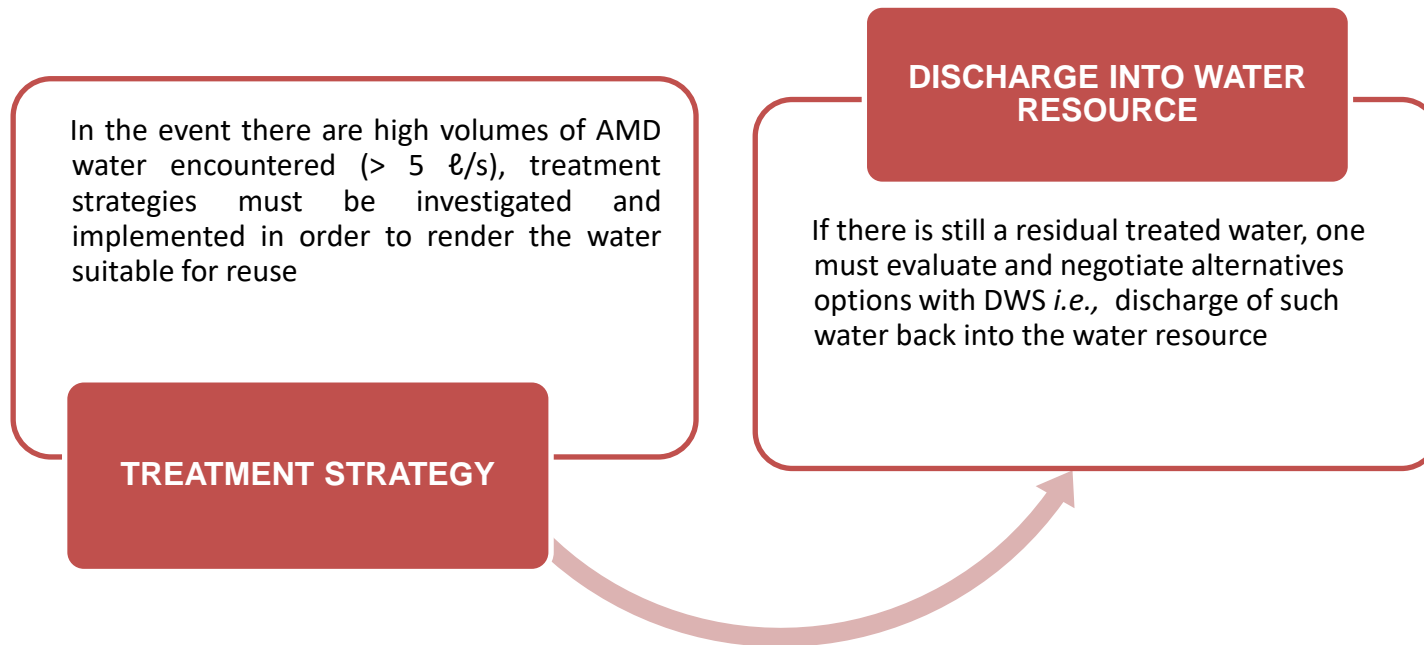 In the event there are high volumes of AMD
water encountered (> 5 ℓ/s), treatment
strategies must be investigated and
implemented in order to render the water
suitable for reuse
TREATMENT STRATEGY
DISCHARGE INTO WATER
RESOURCE
If there is still a residual treated water, one
must evaluate and negotiate alternatives
options with DWS i.e., discharge of such
water back into the water resource